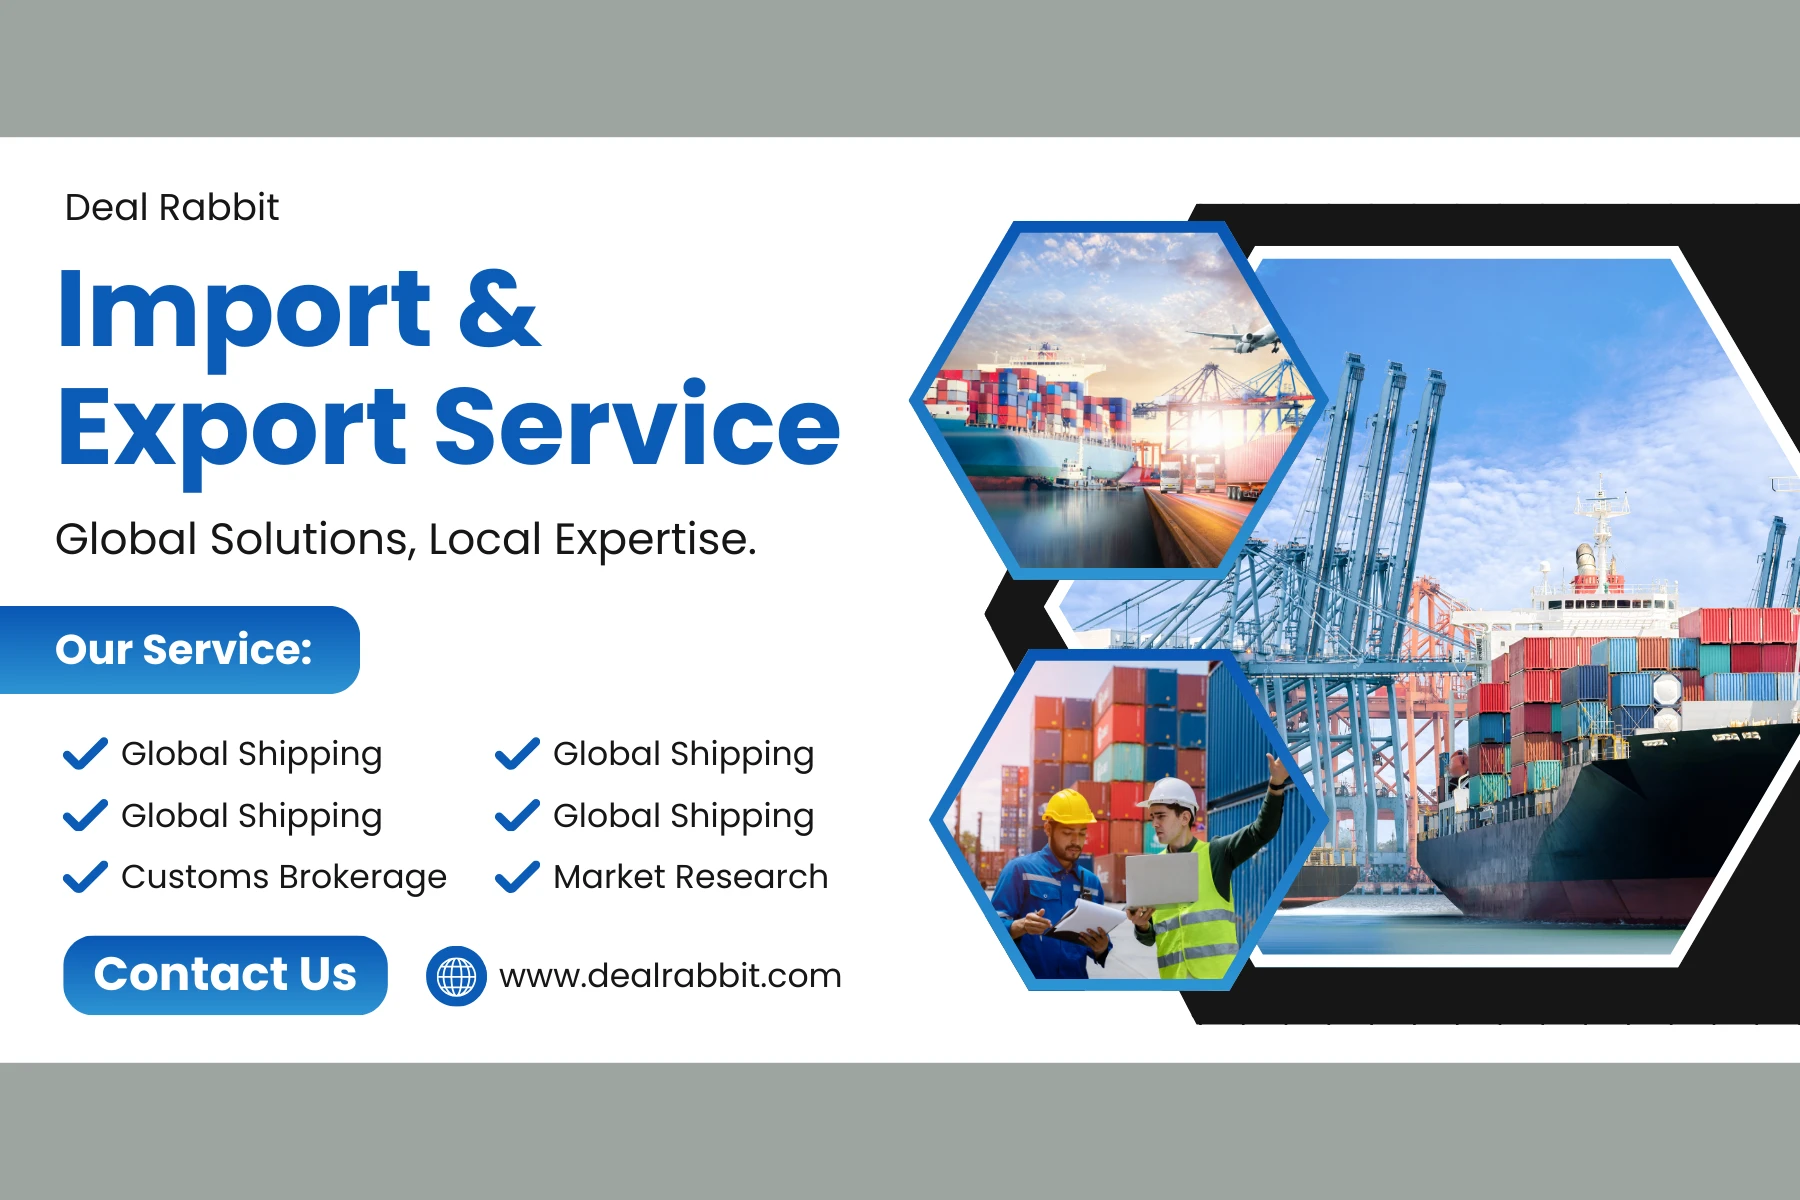 Deal Rabbit
Import &
Export Service
Global Solutions, Local Expertise.
Our Service:
Global Shipping
Global Shipping
Global Shipping
Global Shipping
Customs Brokerage
Market Research
Contact Us
www.dealrabbit.com